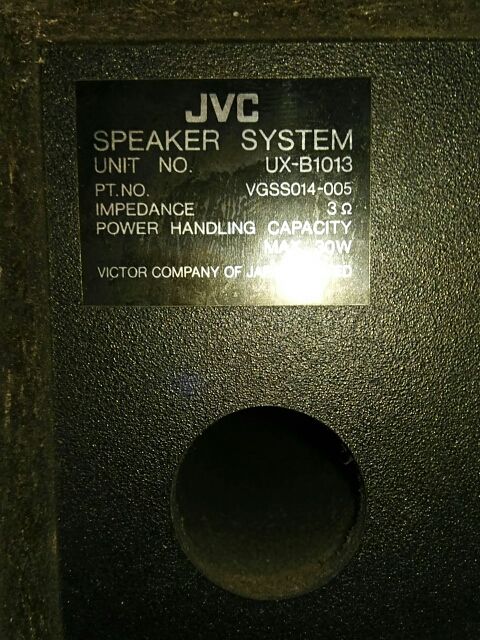 JVC
SPEAKER SYSTEM
UNIT NO. UX-B1013
PT.NO. VGSS014-005
IMPEDANCE 3 Ω
POWER HANDLING CAPACITY
MAX
VICTOR COMPANY OF